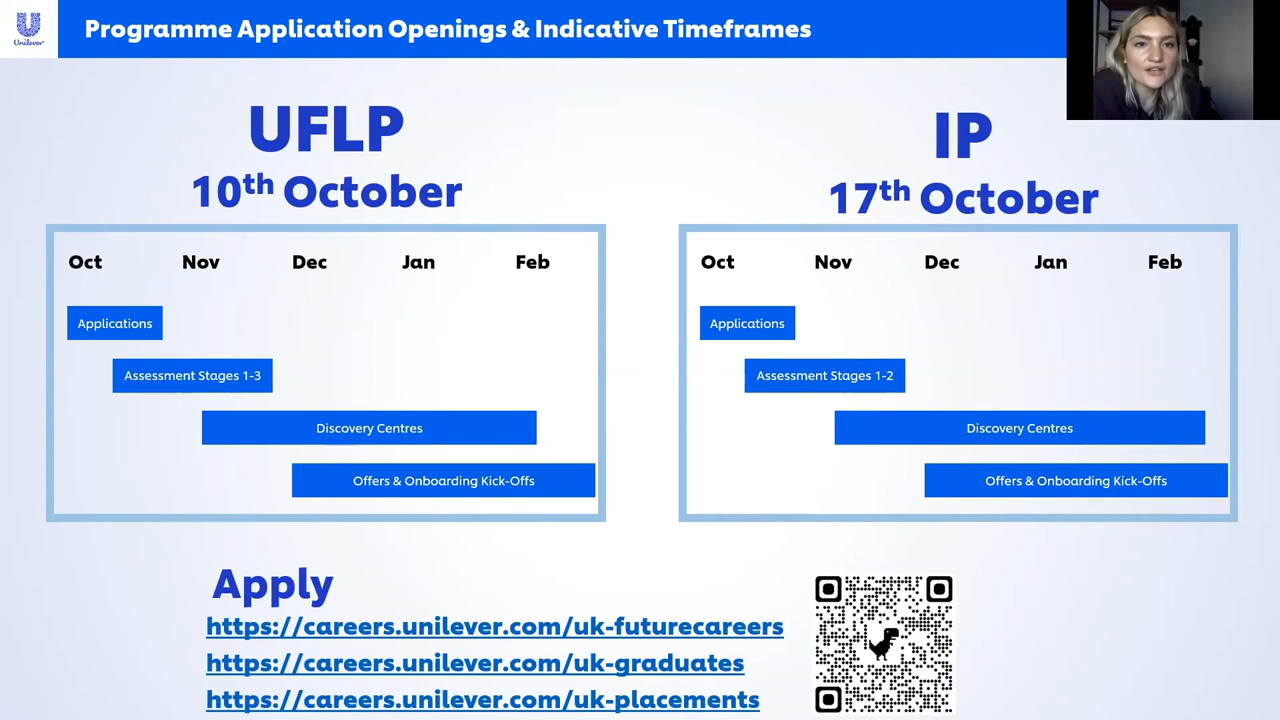 Unilever
Programme Application Openings & Indicative Timeframes
UFLP
10th October
Oct Nov Dec Jan Feb
Applications
Assessment Stages 1-3
Discovery Centres
Offers & Onboarding Kick-Offs
IP
17th October
Oct Nov Dec Jan Feb
Applications
Assessment Stages 1-2
Discovery Centres
Offers & Onboarding Kick-Offs
Apply
https://careers.unilever.com/uk-futurecareers
https://careers.unilever.com/uk-graduates
https://careers.unilever.com/uk-placements